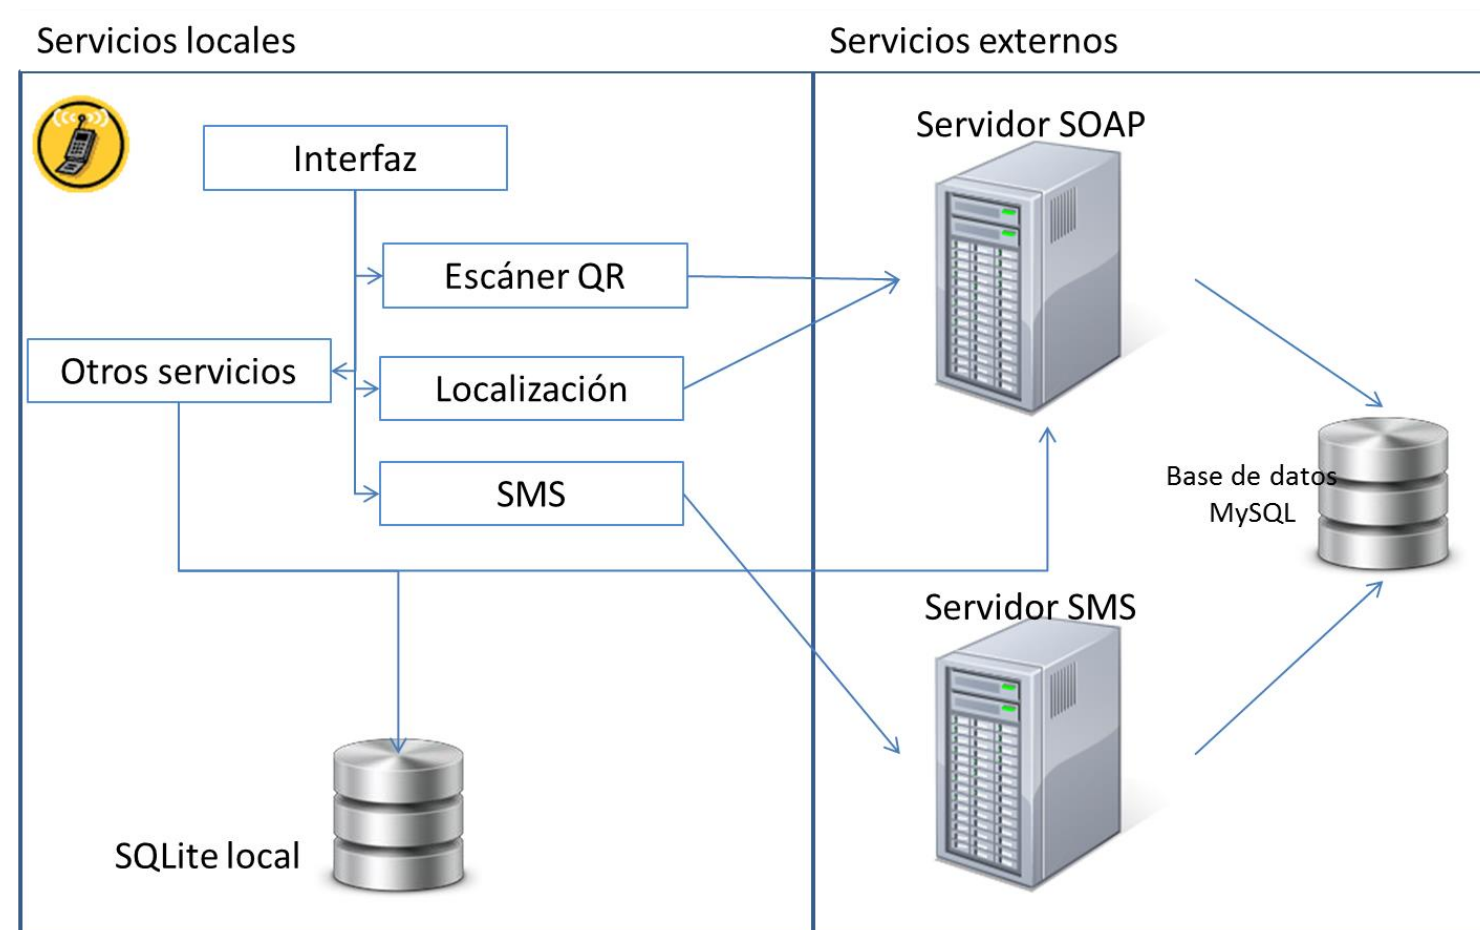 Servicios locales
Servicios externos
Servidor SOAP
Interfaz
Escáner QR
Otros servicios
Localización
SMS
Base de datos
MySQL
Servidor SMS
SQLite local